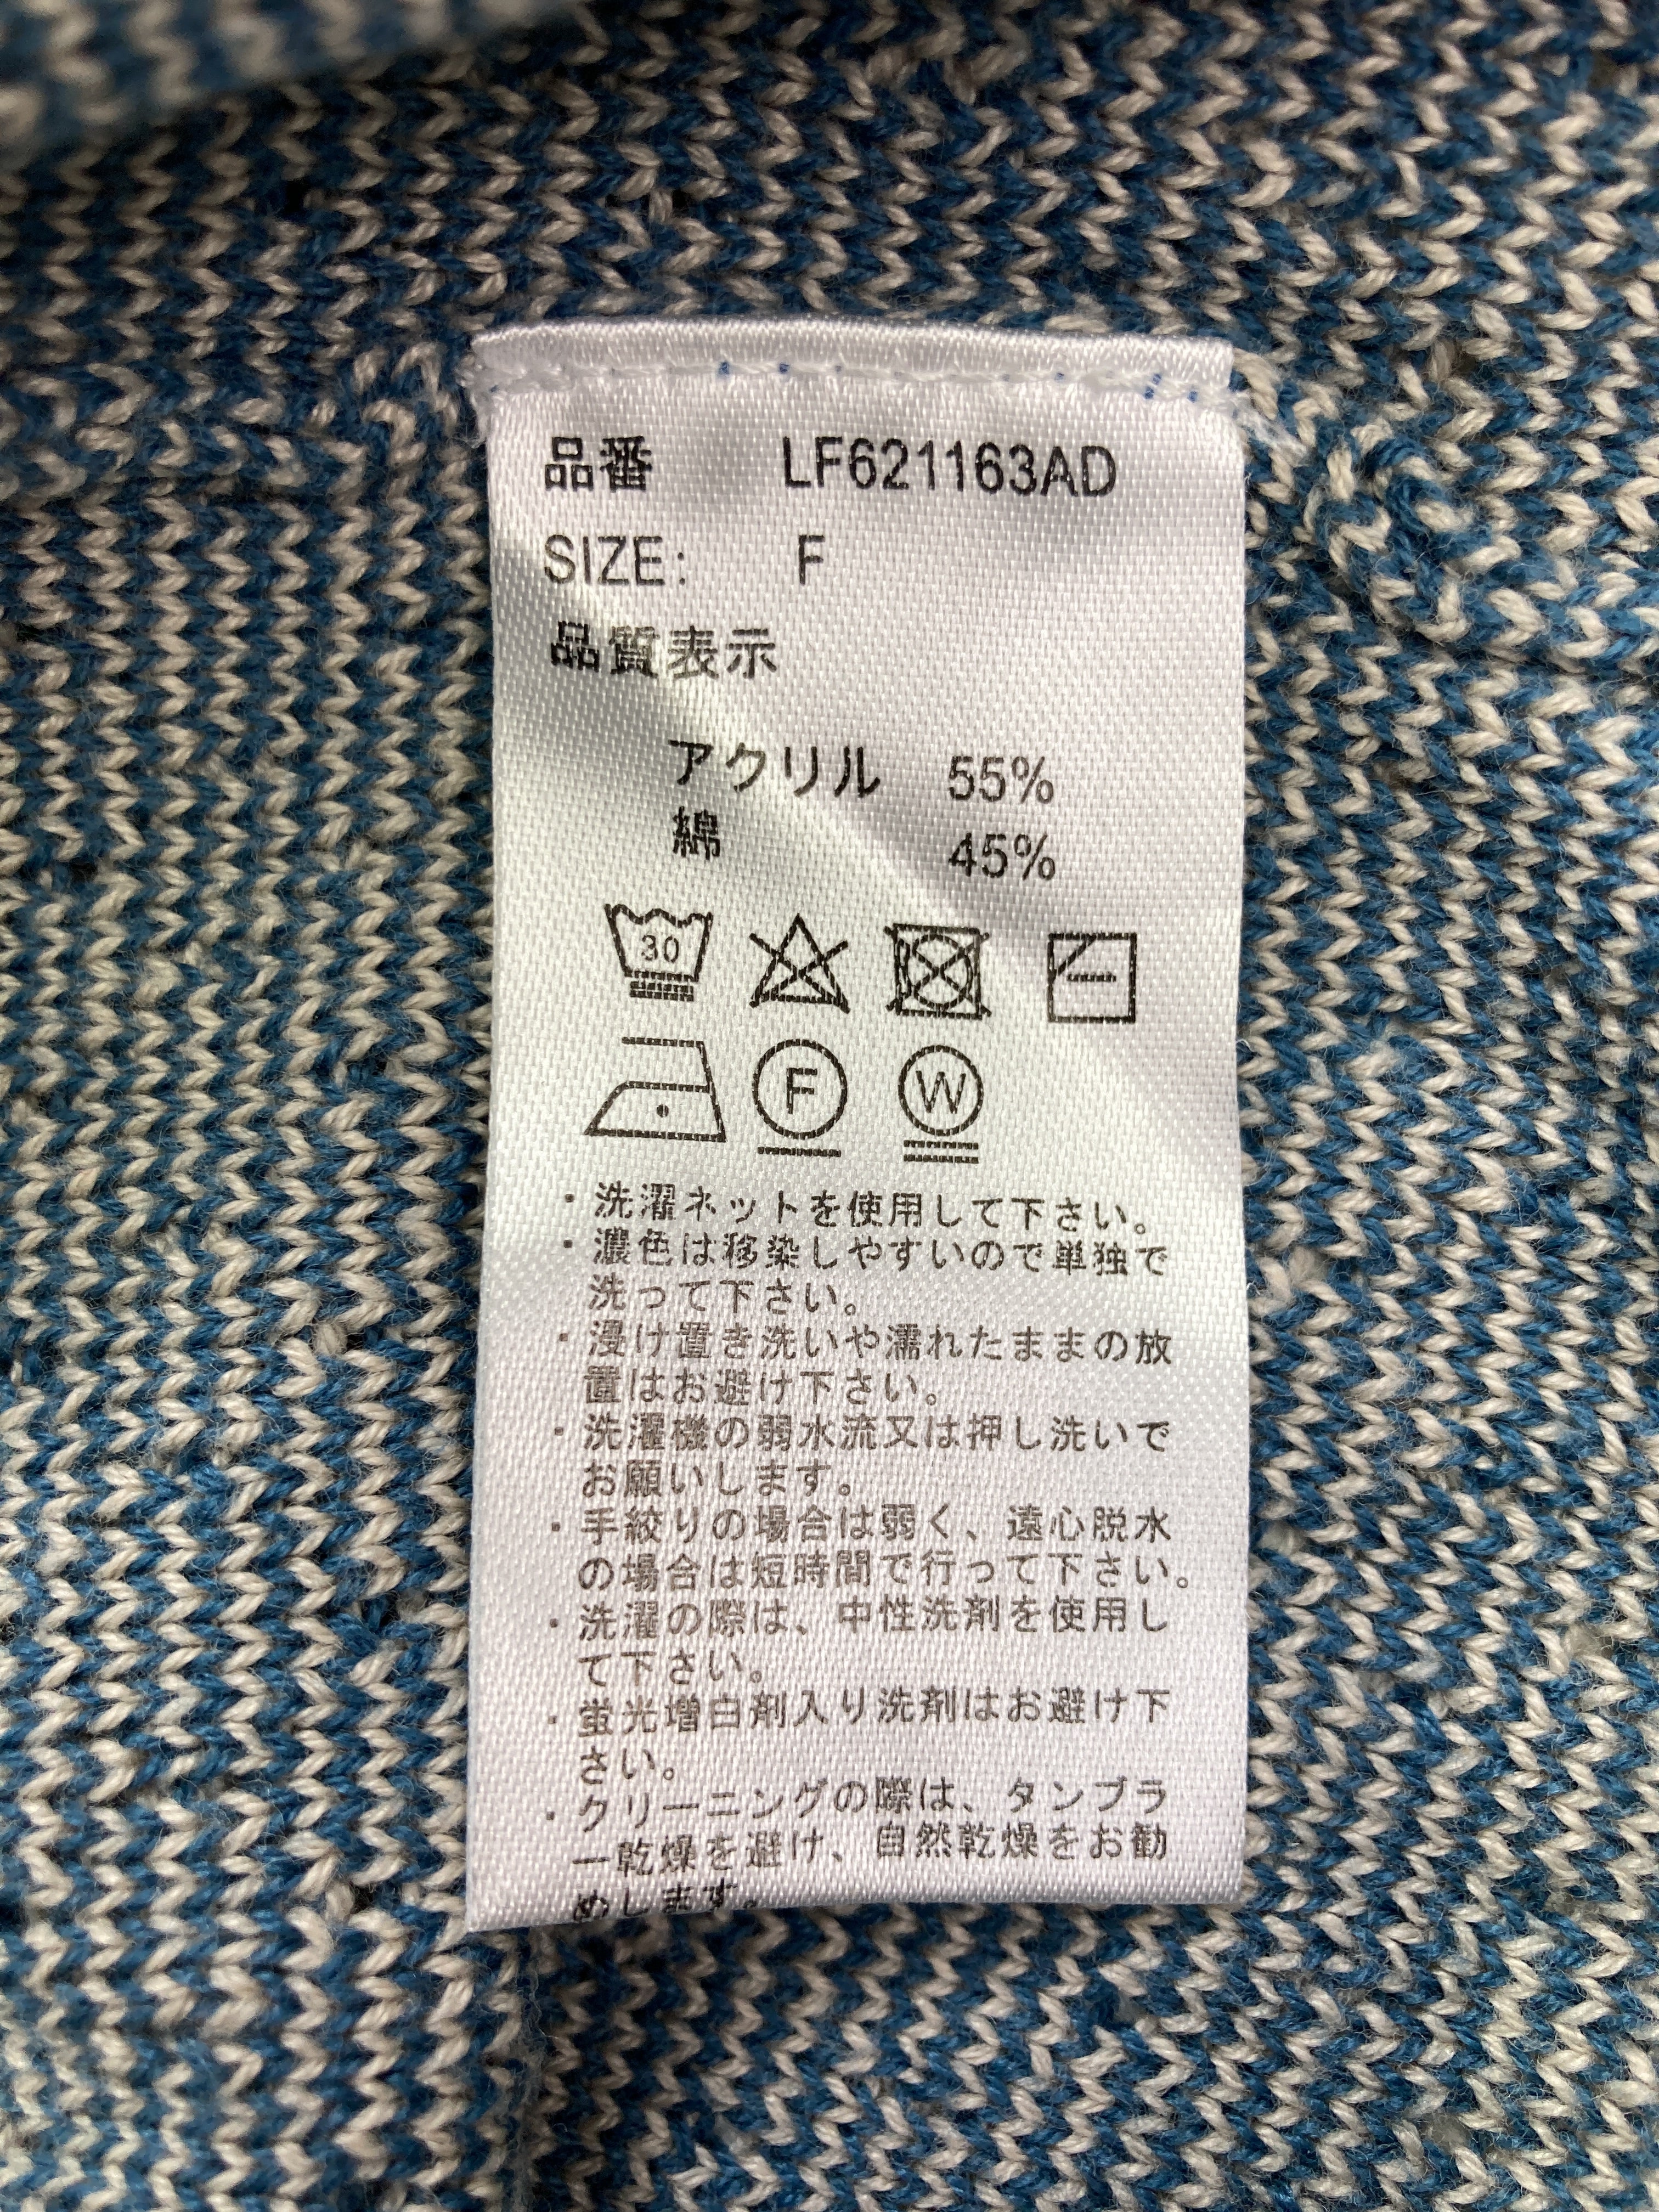 品番 LF621163AD
SIZE: F
品質表示
アクリル 55%
綿 45%
30
F
W
・洗濯ネットを使用して下さい。
・濃色は移染しやすいので単独で
洗って下さい。
・浸け置き洗いや濡れたままの放
置はお避け下さい。
・洗濯機の弱水流又は押し洗いで
お願いします。
・手絞りの場合は弱く、遠心脱水
の場合は短時間で行って下さい。
・洗濯の際は、中性洗剤を使用し
て下さい。
・蛍光増白剤入り洗剤はお避け下
さい。
・クリーニングの際は、タンブラ
ー乾燥を避け、自然乾燥をお勧
めします。